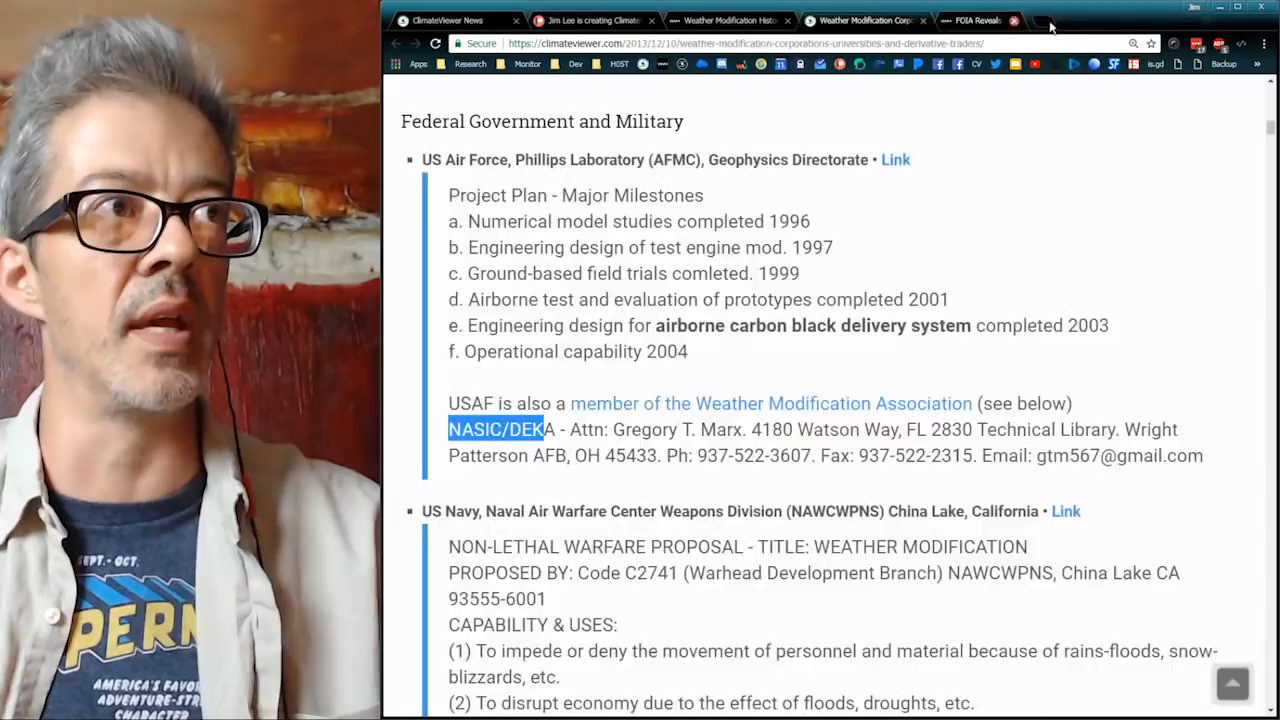 Jim
ClimateViewer News
Jim Lee is creating Climate
Weather Modification Histo
Weather Modification Corp
FOIA Reveals
Secure
https://climateviewer.com/2013/12/10/weather-modification-corporations-universities-and-derivative-traders/
Apps Research Monitor Dev H05T CV is.gd Backup
Federal Government and Military
US Air Force, Phillips Laboratory (AFMC), Geophysics Directorate • Link
Project Plan - Major Milestones
a. Numerical model studies completed 1996
b. Engineering design of test engine mod. 1997
c. Ground-based field trials comleted. 1999
d. Airborne test and evaluation of prototypes completed 2001
e. Engineering design for airborne carbon black delivery system completed 2003
f. Operational capability 2004
USAF is also a member of the Weather Modification Association (see below)
NASIC/DEKA - Attn: Gregory T. Marx. 4180 Watson Way, FL 2830 Technical Library. Wright
Patterson AFB, OH 45433. Ph: 937-522-3607. Fax: 937-522-2315. Email: gtm567@gmail.com
US Navy, Naval Air Warfare Center Weapons Division (NAWCWPNS) China Lake, California • Link
NON-LETHAL WARFARE PROPOSAL - TITLE: WEATHER MODIFICATION
PROPOSED BY: Code C2741 (Warhead Development Branch) NAWCWPNS, China Lake CA
93555-6001
CAPABILITY & USES:
(1) To impede or deny the movement of personnel and material because of rains-floods, snow-
blizzards, etc.
(2) To disrupt economy due to the effect of floods, droughts, etc.
SEPT.- OCT.
PERM
AMERICA'S FAVO
ADVENTURE-STR
CHARACTER